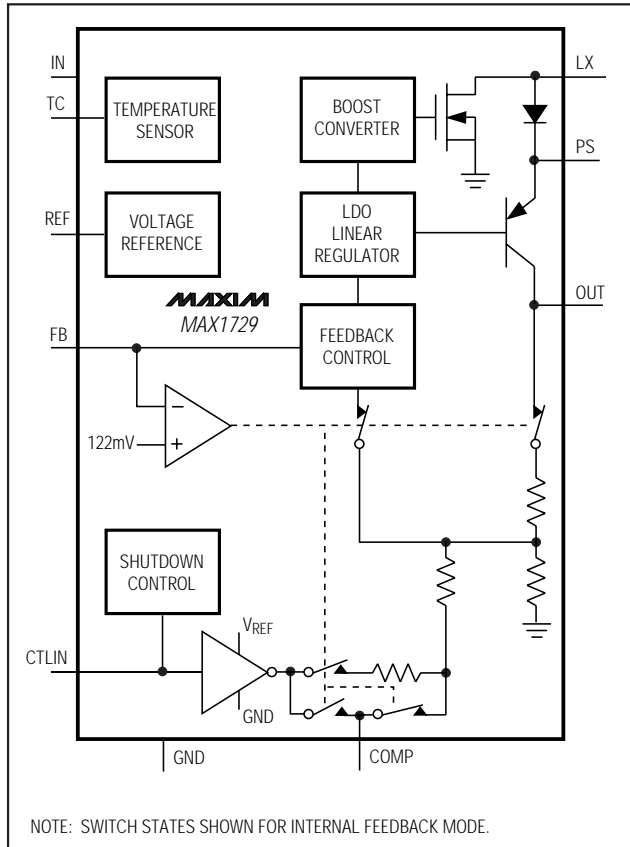 IN
LX
TC
TEMPERATURE
SENSOR
BOOST
CONVERTER
PS
REF
VOLTAGE
REFERENCE
LDO
LINEAR
REGULATOR
OUT
MAXIM
MAX1729
FB
FEEDBACK
CONTROL
−
122mV
+
SHUTDOWN
CONTROL
VREF
CTLIN
GND
GND
COMP
NOTE: SWITCH STATES SHOWN FOR INTERNAL FEEDBACK MODE.